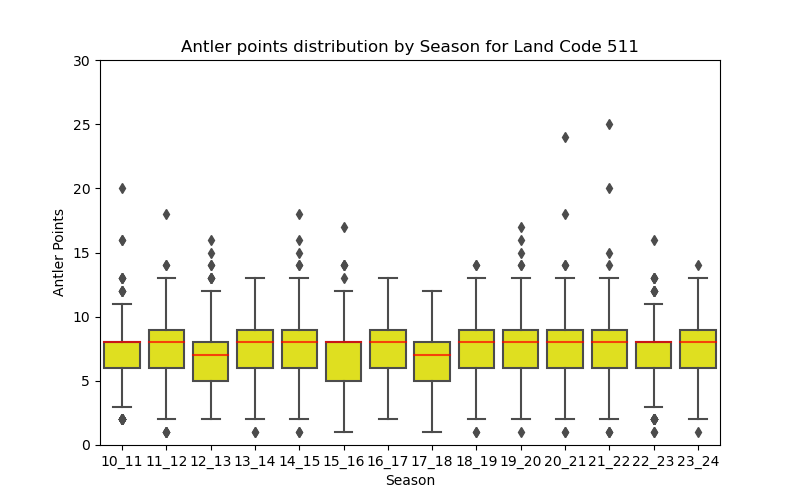 Antler points distribution by Season for Land Code 511
30
25
20
15
10
5
0
Antler Points
10_11 11_12 12_13 13_14 14_15 15_16 16_17 17_18 18_19 19_20 20_21 21_22 22_23 23_24
Season